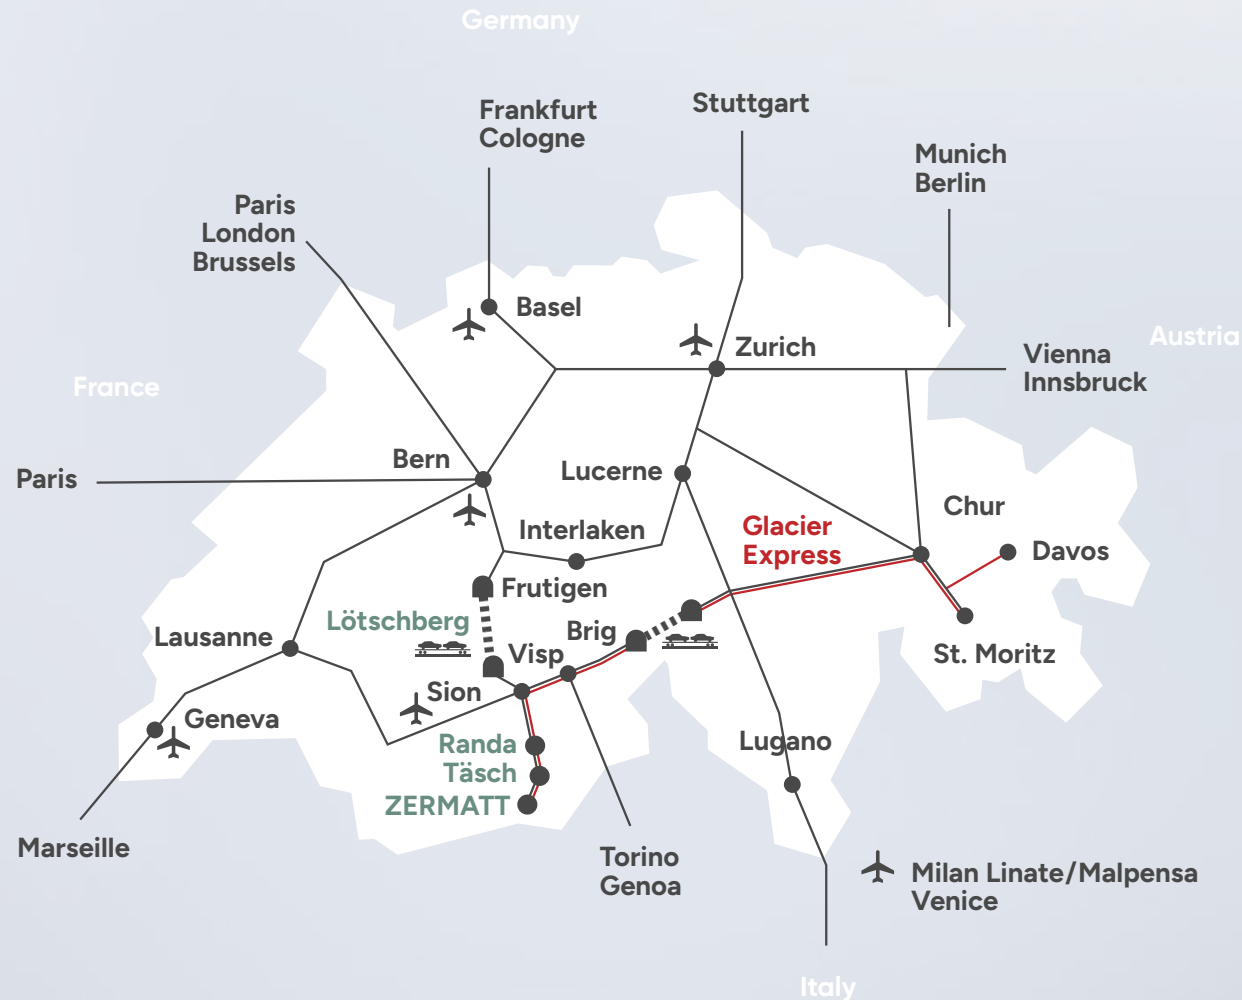 Germany
Frankfurt
Cologne
Stuttgart
Munich
Berlin
Paris
London
Brussels
Basel
Zurich
Austria
Vienna
Innsbruck
France
Bern
Lucerne
Paris
Chur
Interlaken
Glacier
Express
Davos
Frutigen
Lötschberg
Brig
Lausanne
Visp
St. Moritz
Sion
Geneva
Randa
Lugano
Täsch
ZERMATT
Marseille
Torino
Genoa
Milan Linate/Malpensa
Venice
Italy